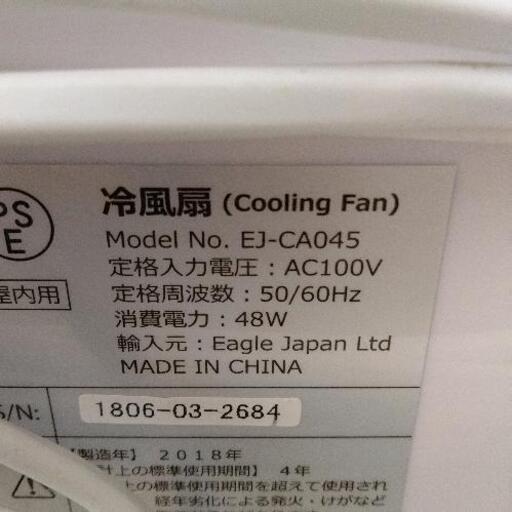 PS
E
冷風扇 (Cooling Fan)
Model No. EJ-CA045
定格入力電圧：AC100V
屋内用
定格周波数：50/60Hz
消費電力：48W
輸入元：Eagle Japan Ltd
MADE IN CHINA
S/N: 1806-03-2684
【製造年】２０１８年
計上の標準使用期間】４年
上の標準使用期間を超えて使用され
経年劣化による発火・けがなど